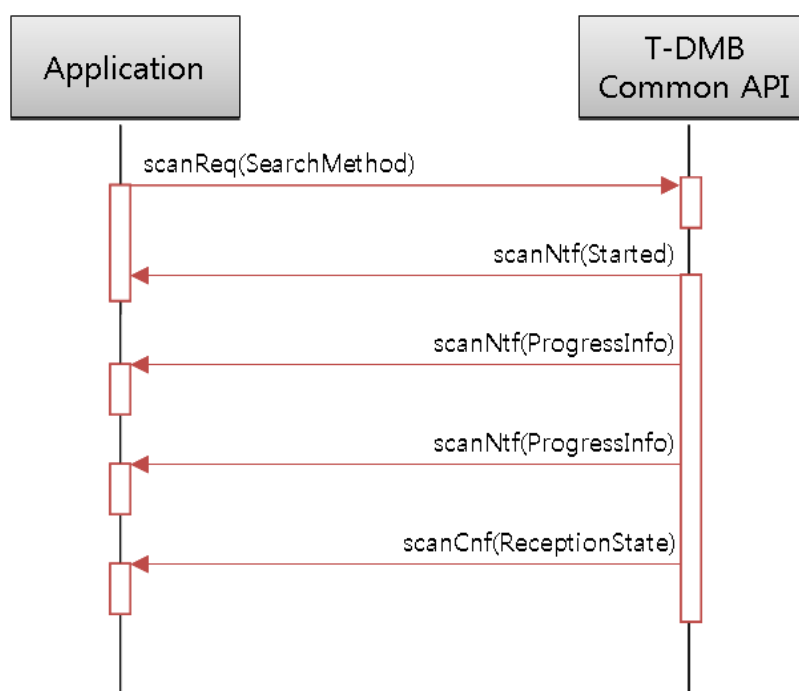 Application
T-DMB
Common API
scanReq(SearchMethod)
scanNtf(Started)
scanNtf(ProgressInfo)
scanNtf(ProgressInfo)
scanCnf(ReceptionState)